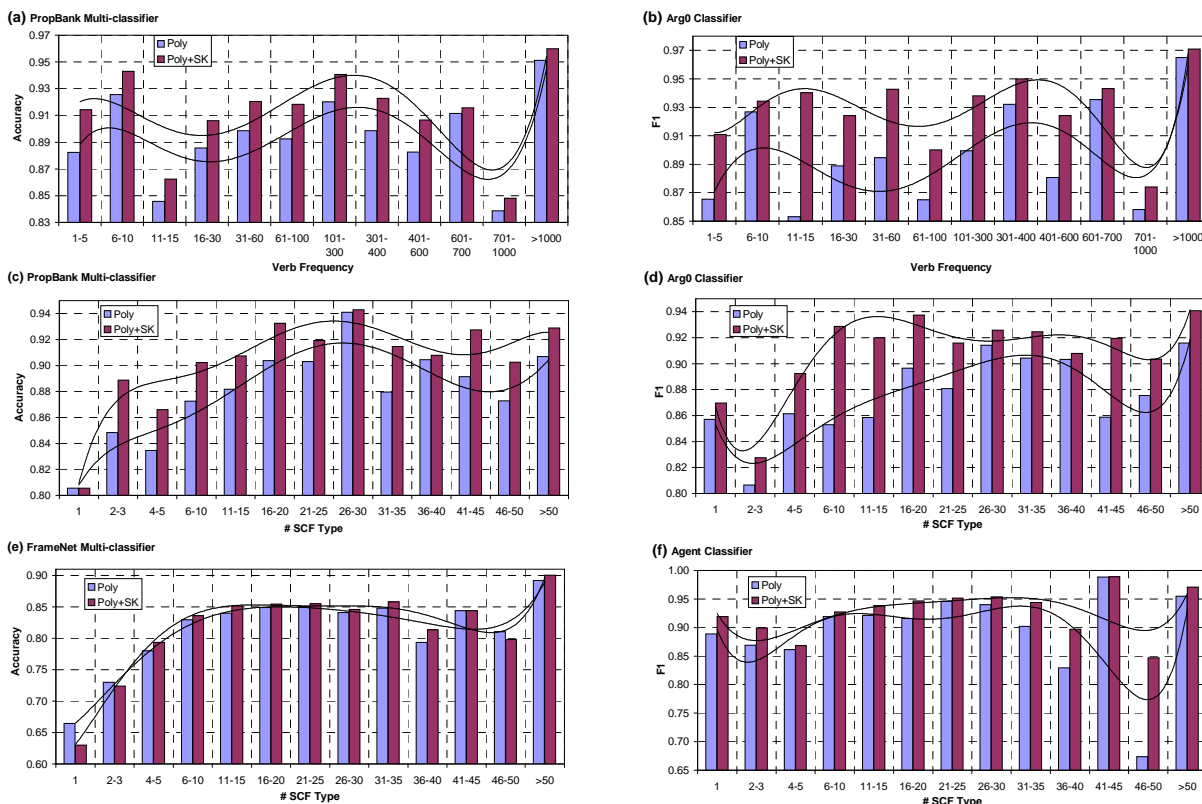 (a) PropBank Multi-classifier
0.97
0.95
0.93
0.91
0.89
0.87
0.85
0.83
Accuracy
Poly
Poly+SK
1-5 6-10 11-15 16-30 31-60 61-100 101-300 301-400 401-600 601-700 701-1000 >1000
Verb Frequency
(b) Arg0 Classifier
0.97
0.95
0.93
0.91
0.89
0.87
0.85
F1
Poly
Poly+SK
1-5 6-10 11-15 16-30 31-60 61-100 101-300 301-400 401-600 601-700 701-1000 >1000
Verb Frequency
(c) PropBank Multi-classifier
0.94
0.92
0.90
0.88
0.86
0.84
0.82
0.80
Accuracy
Poly
Poly+SK
1 2-3 4-5 6-10 11-15 16-20 21-25 26-30 31-35 36-40 41-45 46-50 >50
# SCF Type
(d) Arg0 Classifier
0.94
0.92
0.90
0.88
0.86
0.84
0.82
0.80
F1
Poly
Poly+SK
1 2-3 4-5 6-10 11-15 16-20 21-25 26-30 31-35 36-40 41-45 46-50 >50
# SCF Type
(e) FrameNet Multi-classifier
0.90
0.85
0.80
0.75
0.70
0.65
0.60
Accuracy
Poly
Poly+SK
1 2-3 4-5 6-10 11-15 16-20 21-25 26-30 31-35 36-40 41-45 46-50 >50
# SCF Type
(f) Agent Classifier
1.00
0.95
0.90
0.85
0.80
0.75
0.70
0.65
F1
Poly
Poly+SK
1 2-3 4-5 6-10 11-15 16-20 21-25 26-30 31-35 36-40 41-45 46-50 >50
# SCF Type